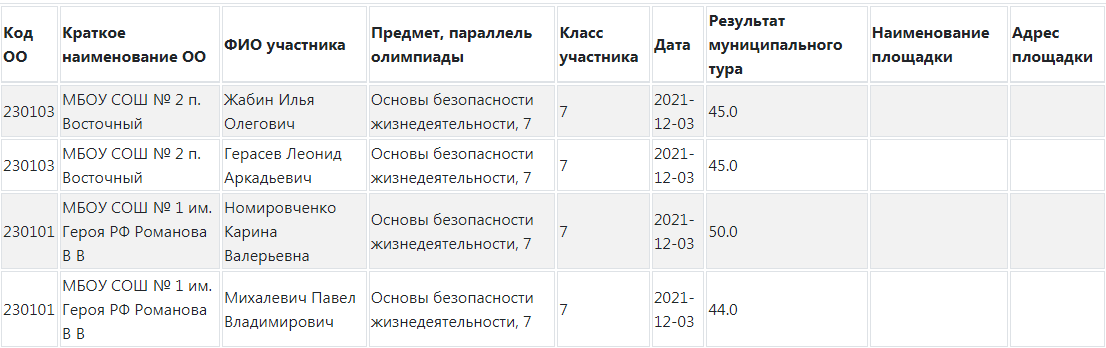 Код ОО
Краткое наименование ОО
ФИО участника
Предмет, параллель олимпиады
Класс участника
Дата
Результат муниципального тура
Наименование площадки
Адрес площадки
230103
МБОУ СОШ № 2 п. Восточный
Жабин Илья Олегович
Основы безопасности жизнедеятельности, 7
7
2021-12-03
45.0
230103
МБОУ СОШ № 2 п. Восточный
Герасев Леонид Аркадьевич
Основы безопасности жизнедеятельности, 7
7
2021-12-03
45.0
230101
МБОУ СОШ № 1 им. Героя РФ Романова В В
Номировченко Карина Валерьевна
Основы безопасности жизнедеятельности, 7
7
2021-12-03
50.0
230101
МБОУ СОШ № 1 им. Героя РФ Романова В В
Михалевич Павел Владимирович
Основы безопасности жизнедеятельности, 7
7
2021-12-03
44.0